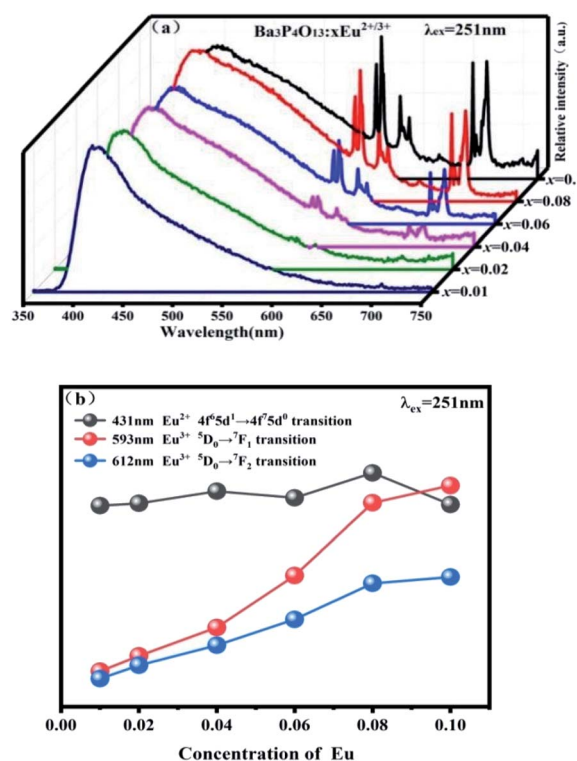 (a)
Ba3P4O13:xEu2+/3+ λex=251nm
Relative intensity (a.u.)
x=0.
x=0.08
x=0.06
x=0.04
x=0.02
x=0.01
350 400 450 500 550 600 650 700 750
Wavelength(nm)
(b)
λex=251nm
431nm Eu2+ 4f65d1→4f75d0 transition
593nm Eu3+ 5D0→7F1 transition
612nm Eu3+ 5D0→7F2 transition
0.00 0.02 0.04 0.06 0.08 0.10
Concentration of Eu